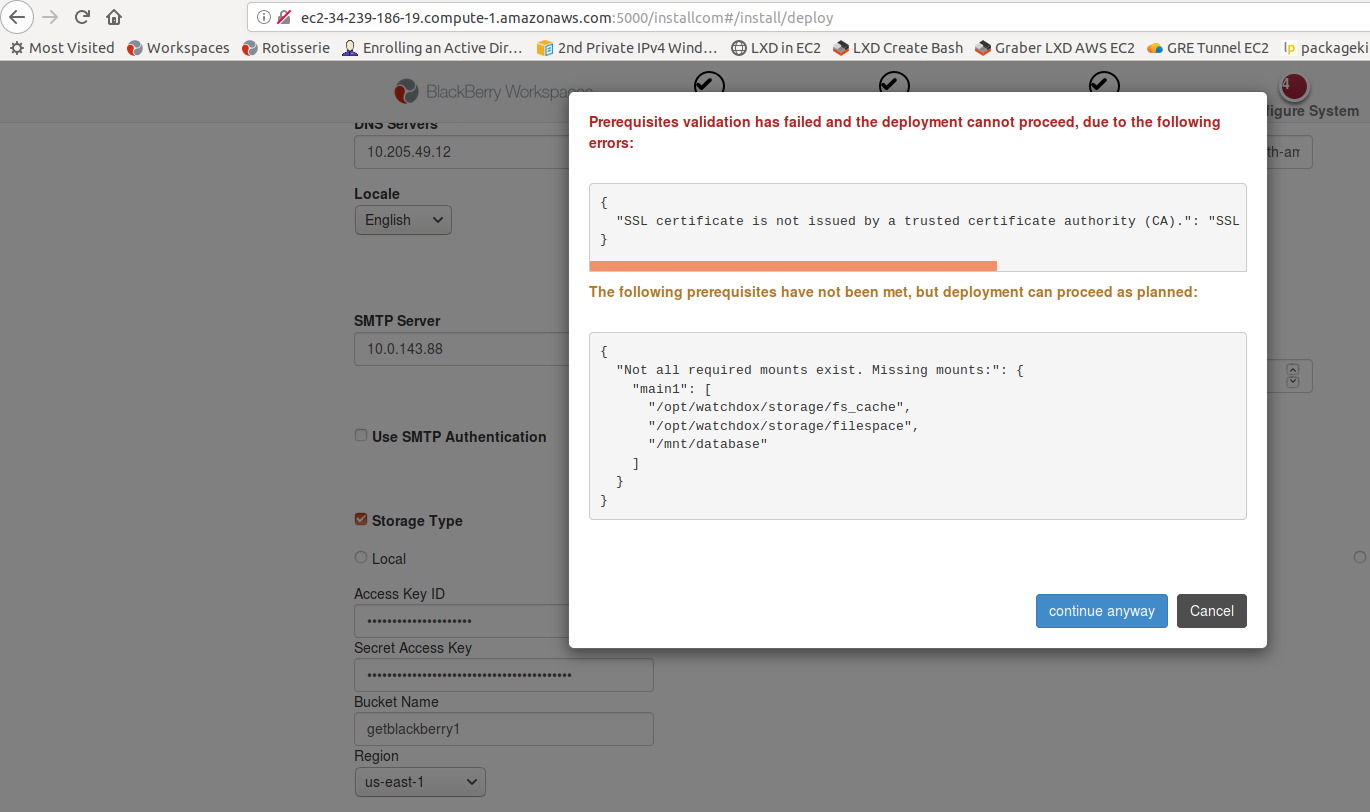 ec2-34-239-186-19.compute-1.amazonaws.com:5000/installcom#/install/deploy
Most Visited Workspaces Rotisserie Enrolling an Active Dir... 2nd Private IPv4 Wind... LXD in EC2 LXD Create Bash Graber LXD AWS EC2 GRE Tunnel EC2 lp packageki
BlackBerry Workspaces
4
figure System
Prerequisites validation has failed and the deployment cannot proceed, due to the following
errors:
{
"SSL certificate is not issued by a trusted certificate authority (CA).": "SSL
}
The following prerequisites have not been met, but deployment can proceed as planned:
{
"Not all required mounts exist. Missing mounts:": {
"main1": [
"/opt/watchdox/storage/fs_cache",
"/opt/watchdox/storage/filespace",
"/mnt/database"
]
}
}
continue anyway Cancel
DNS Servers
10.205.49.12
th-am
Locale
English
SMTP Server
10.0.143.88
Use SMTP Authentication
Storage Type
Local
Access Key ID
Secret Access Key
Bucket Name
getblackberry1
Region
us-east-1